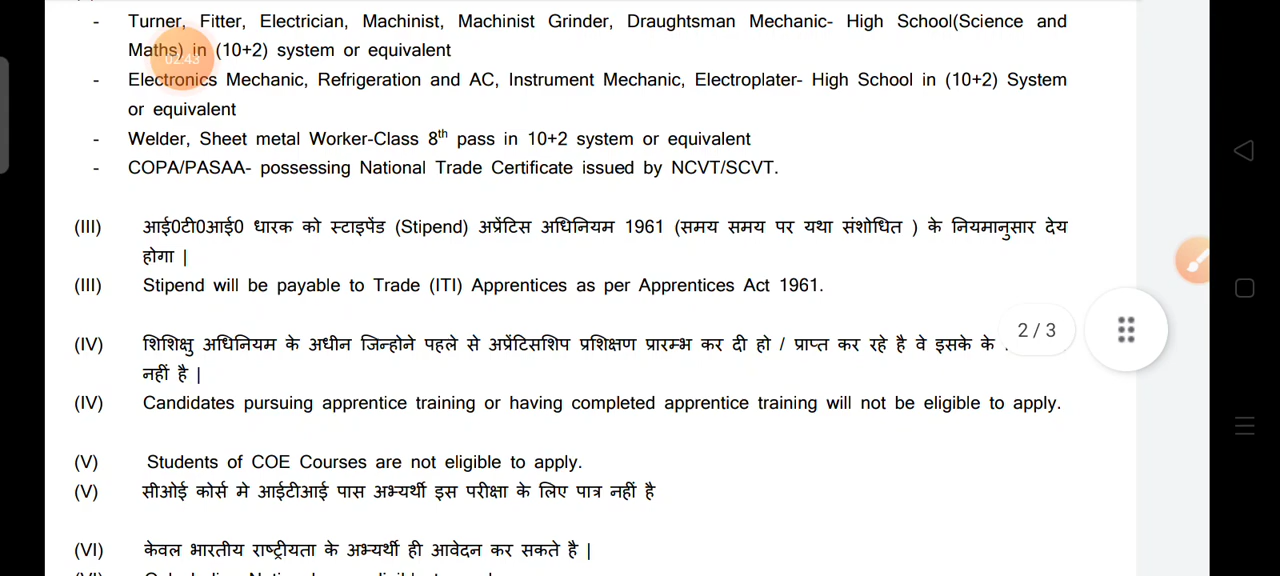 - Turner, Fitter, Electrician, Machinist, Machinist Grinder, Draughtsman Mechanic- High School(Science and
Maths) in (10+2) system or equivalent
02:43
- Electronics Mechanic, Refrigeration and AC, Instrument Mechanic, Electroplater- High School in (10+2) System
or equivalent
- Welder, Sheet metal Worker-Class 8th pass in 10+2 system or equivalent
- COPA/PASAA- possessing National Trade Certificate issued by NCVT/SCVT.
(III) आई0टी0आई0 धारक को स्टाइपेंड (Stipend) अप्रेंटिस अधिनियम 1961 (समय समय पर यथा संशोधित ) के नियमानुसार देय
होगा |
(III) Stipend will be payable to Trade (ITI) Apprentices as per Apprentices Act 1961.
(IV) शिशिक्षु अधिनियम के अधीन जिन्होने पहले से अप्रेंटिसशिप प्रशिक्षण प्रारम्भ कर दी हो / प्राप्त कर रहे है वे इसके के
2 / 3
नहीं है |
(IV) Candidates pursuing apprentice training or having completed apprentice training will not be eligible to apply.
(V) Students of COE Courses are not eligible to apply.
(V) सीओई कोर्स मे आईटीआई पास अभ्यर्थी इस परीक्षा के लिए पात्र नहीं है
(VI) केवल भारतीय राष्ट्रीयता के अभ्यर्थी ही आवेदन कर सकते है |